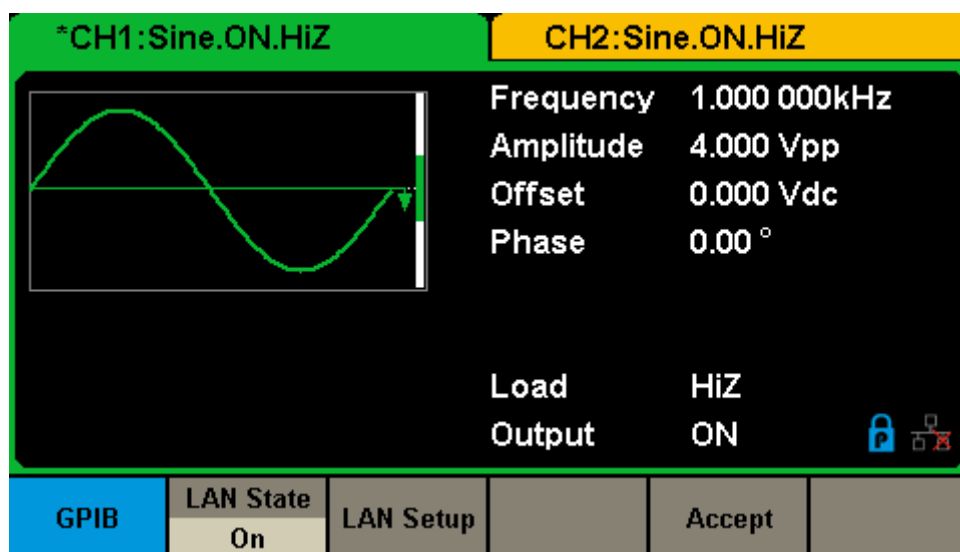 *CH1:Sine.ON.HiZ
CH2:Sine.ON.HiZ
Frequency 1.000 000kHz
Amplitude 4.000 Vpp
Offset 0.000 Vdc
Phase 0.00 °
Load HiZ
Output ON
P
GPIB
LAN State
On
LAN Setup
Accept